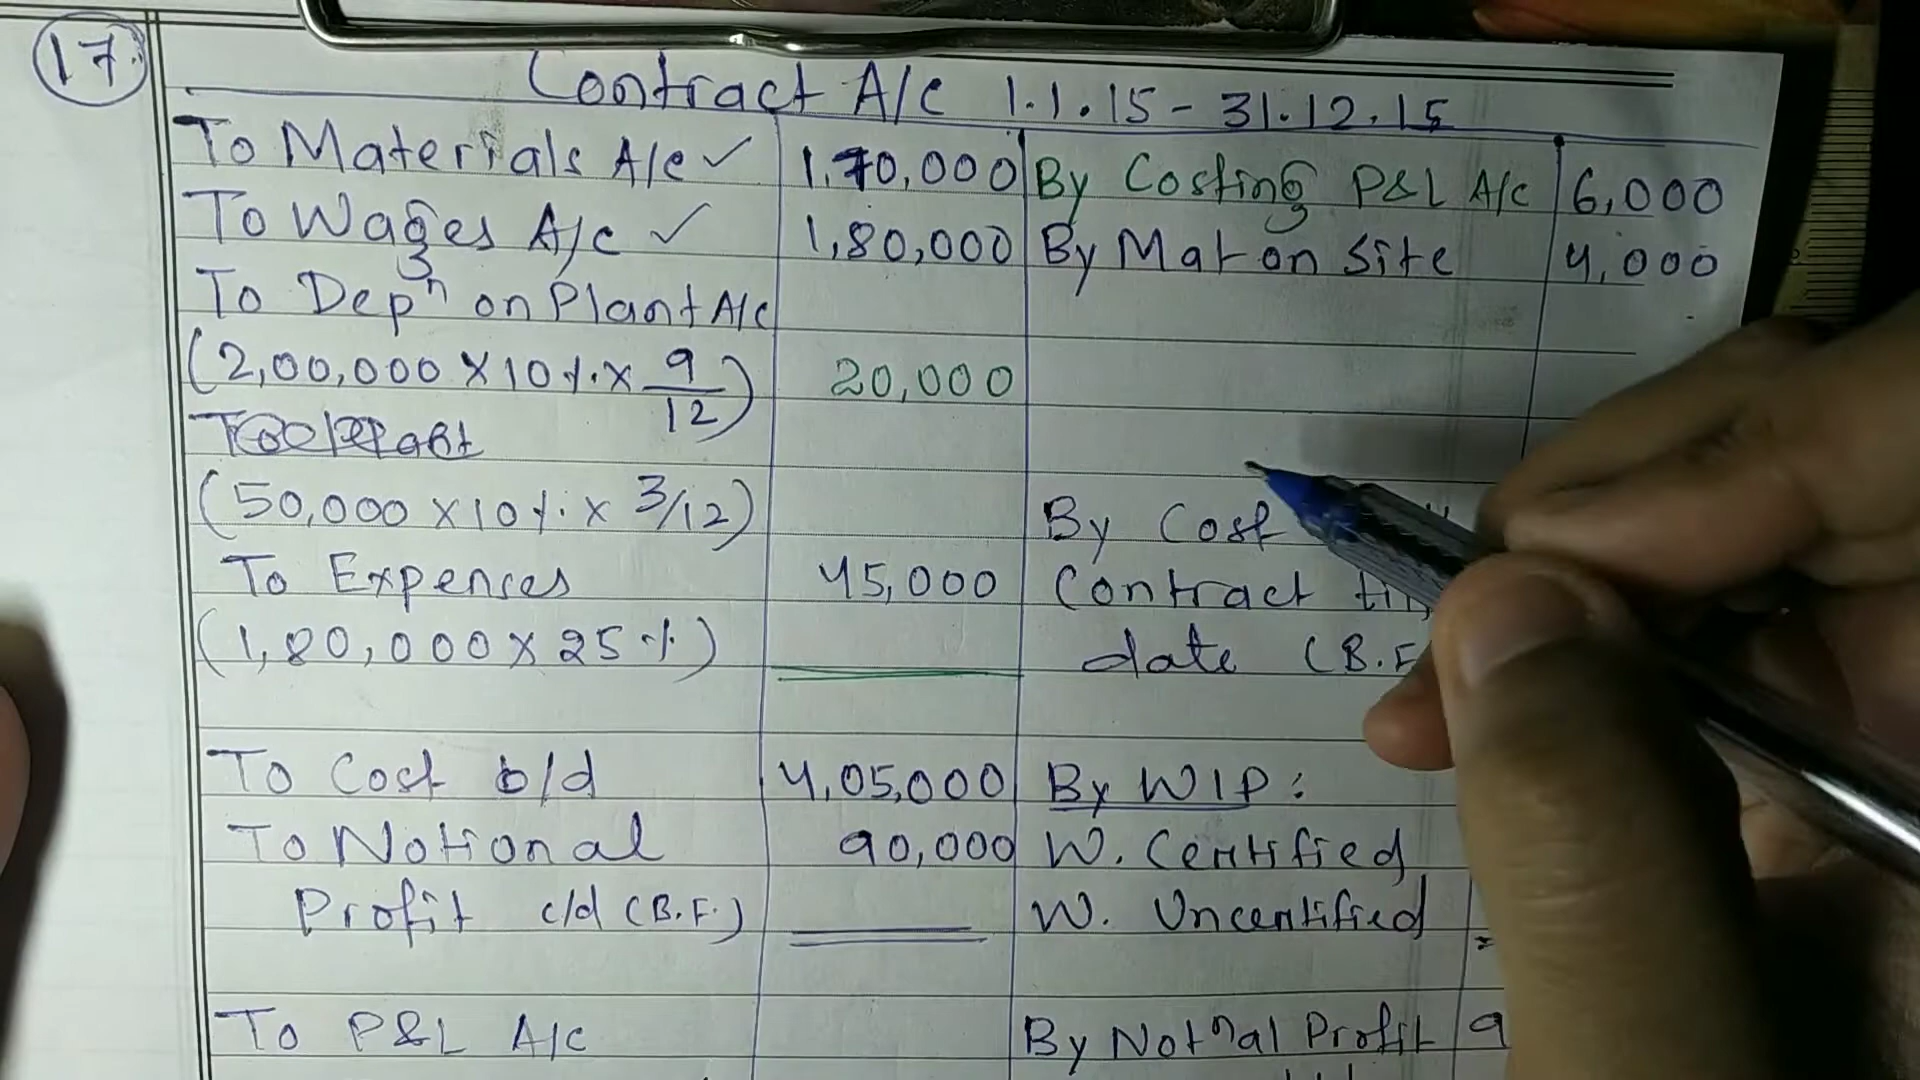 17.
Contract A/c 1.1.15 - 31.12.15
To Materials A/c ✓ 1,70,000 By Costing P&L A/c 6,000
To Wages A/c ✓ 1,80,000 By Mat on Site 4,000
To Depⁿ on Plant A/c
(2,00,000 x 10% x 9/12) 20,000
(50,000 x 10% x 3/12) By Cost
To Expenses 45,000 Contract
(1,80,000 x 25%) date (B.F
To Cost b/d 4,05,000 By WIP:
To Notional 90,000 W. Certified
Profit c/d (B.F.) W. Uncertified
To P&L A/c By Notnal Profit 9